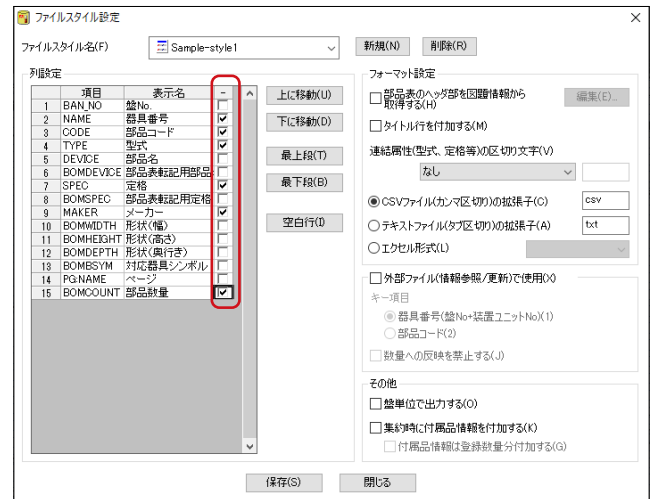 ファイルスタイル設定
ファイルスタイル名(F)
Sample-style1
新規(N)
削除(R)
列設定
項目 表示名 -
1 BAN_NO 盤No.
2 NAME 器具番号
3 CODE 部品コード
4 TYPE 型式
5 DEVICE 部品名
6 BOMDEVICE 部品表転記用部品
7 SPEC 定格
8 BOMSPEC 部品表転記用定格
9 MAKER メーカー
10 BOMWIDTH 形状(幅)
11 BOMHEIGHT 形状(高さ)
12 BOMDEPTH 形状(奥行き)
13 BOMBSYM 対応器具シンボル
14 PG:NAME ページ
15 BOMCOUNT 部品数量
上に移動(U)
下に移動(D)
最上段(T)
最下段(B)
空白行(I)
フォーマット設定
部品表のヘッダ部を図題情報から
取得する(H)
編集(E)...
タイトル行を付加する(M)
連結属性(型式、定格等)の区切り文字(V)
なし
CSVファイル(カンマ区切り)の拡張子(C)
csv
テキストファイル(タブ区切り)の拡張子(A)
txt
エクセル形式(L)
外部ファイル(情報参照/更新)で使用(X)
キー項目
器具番号(盤No+装置ユニットNo)(1)
部品コード(2)
数量への反映を禁止する(J)
その他
盤単位で出力する(O)
集約時に付属品情報を付加する(K)
付属品情報は登録数量分付加する(G)
保存(S)
閉じる